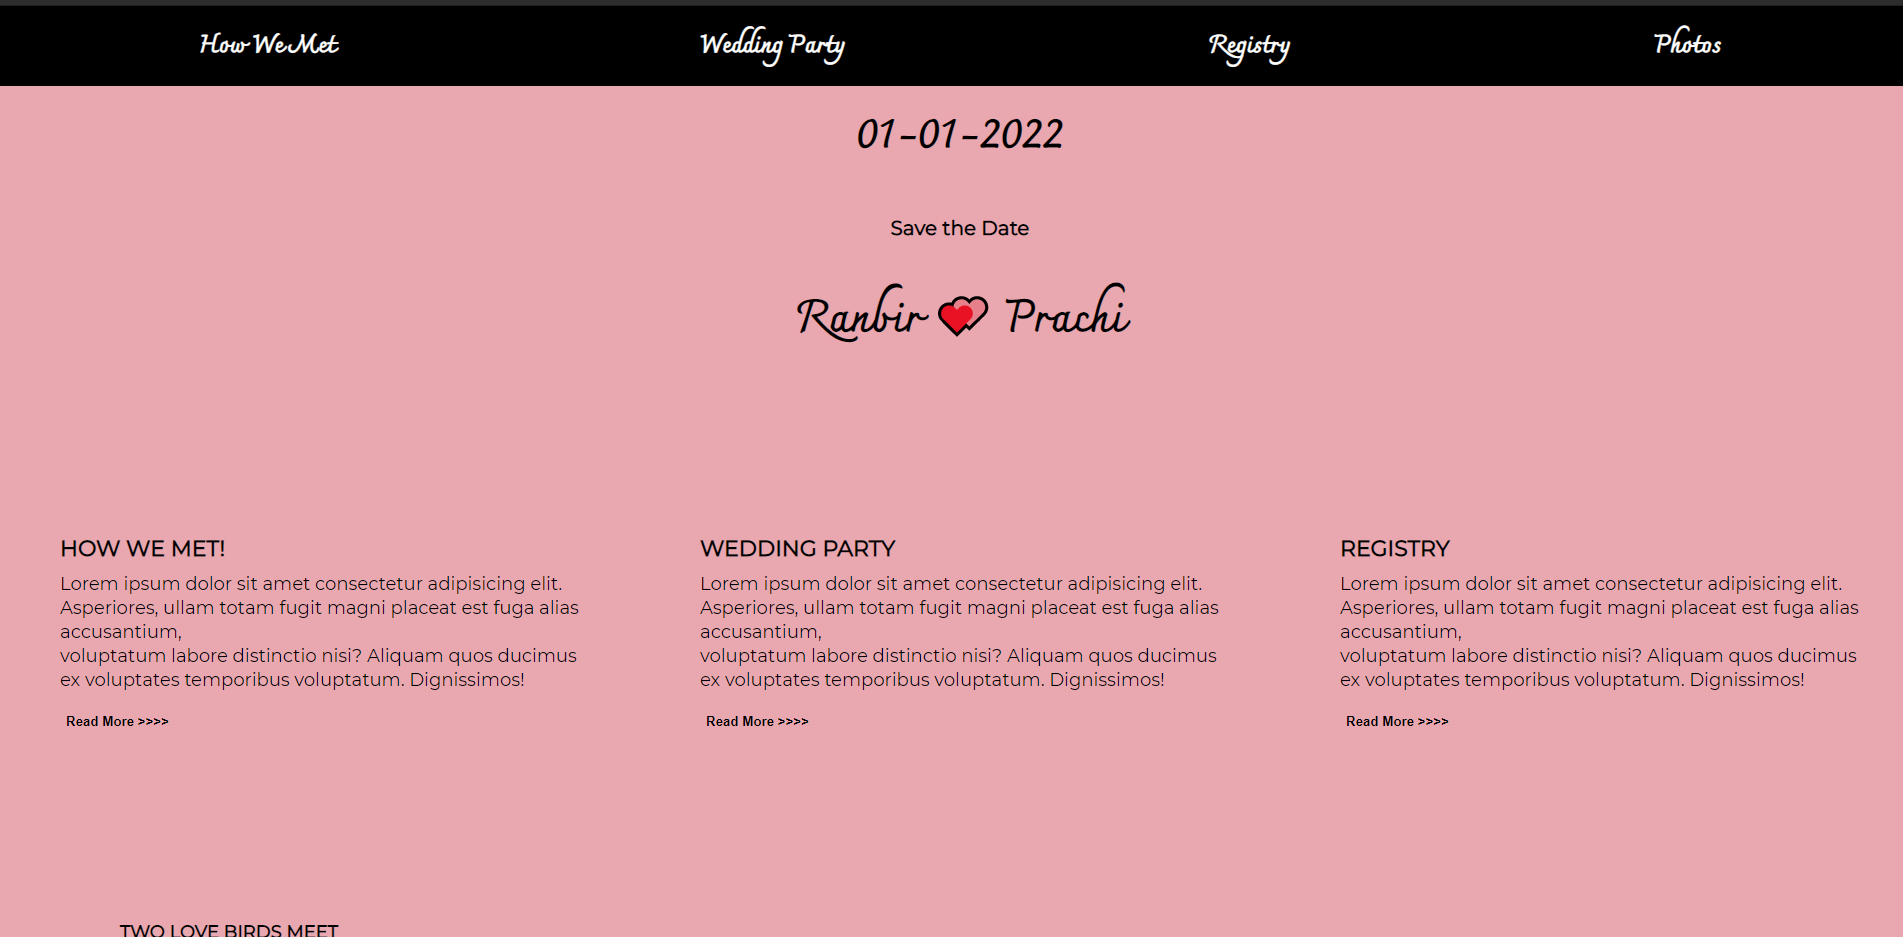 How We Met
Wedding Party
Registry
Photos
01-01-2022
Save the Date
Ranbir Prachi
HOW WE MET!
Lorem ipsum dolor sit amet consectetur adipisicing elit.
Asperiores, ullam totam fugit magni placeat est fuga alias
accusantium,
voluptatum labore distinctio nisi? Aliquam quos ducimus
ex voluptates temporibus voluptatum. Dignissimos!
Read More >>>>
WEDDING PARTY
Lorem ipsum dolor sit amet consectetur adipisicing elit.
Asperiores, ullam totam fugit magni placeat est fuga alias
accusantium,
voluptatum labore distinctio nisi? Aliquam quos ducimus
ex voluptates temporibus voluptatum. Dignissimos!
Read More >>>>
REGISTRY
Lorem ipsum dolor sit amet consectetur adipisicing elit.
Asperiores, ullam totam fugit magni placeat est fuga alias
accusantium,
voluptatum labore distinctio nisi? Aliquam quos ducimus
ex voluptates temporibus voluptatum. Dignissimos!
Read More >>>>
TWO LOVE BIRDS MEET